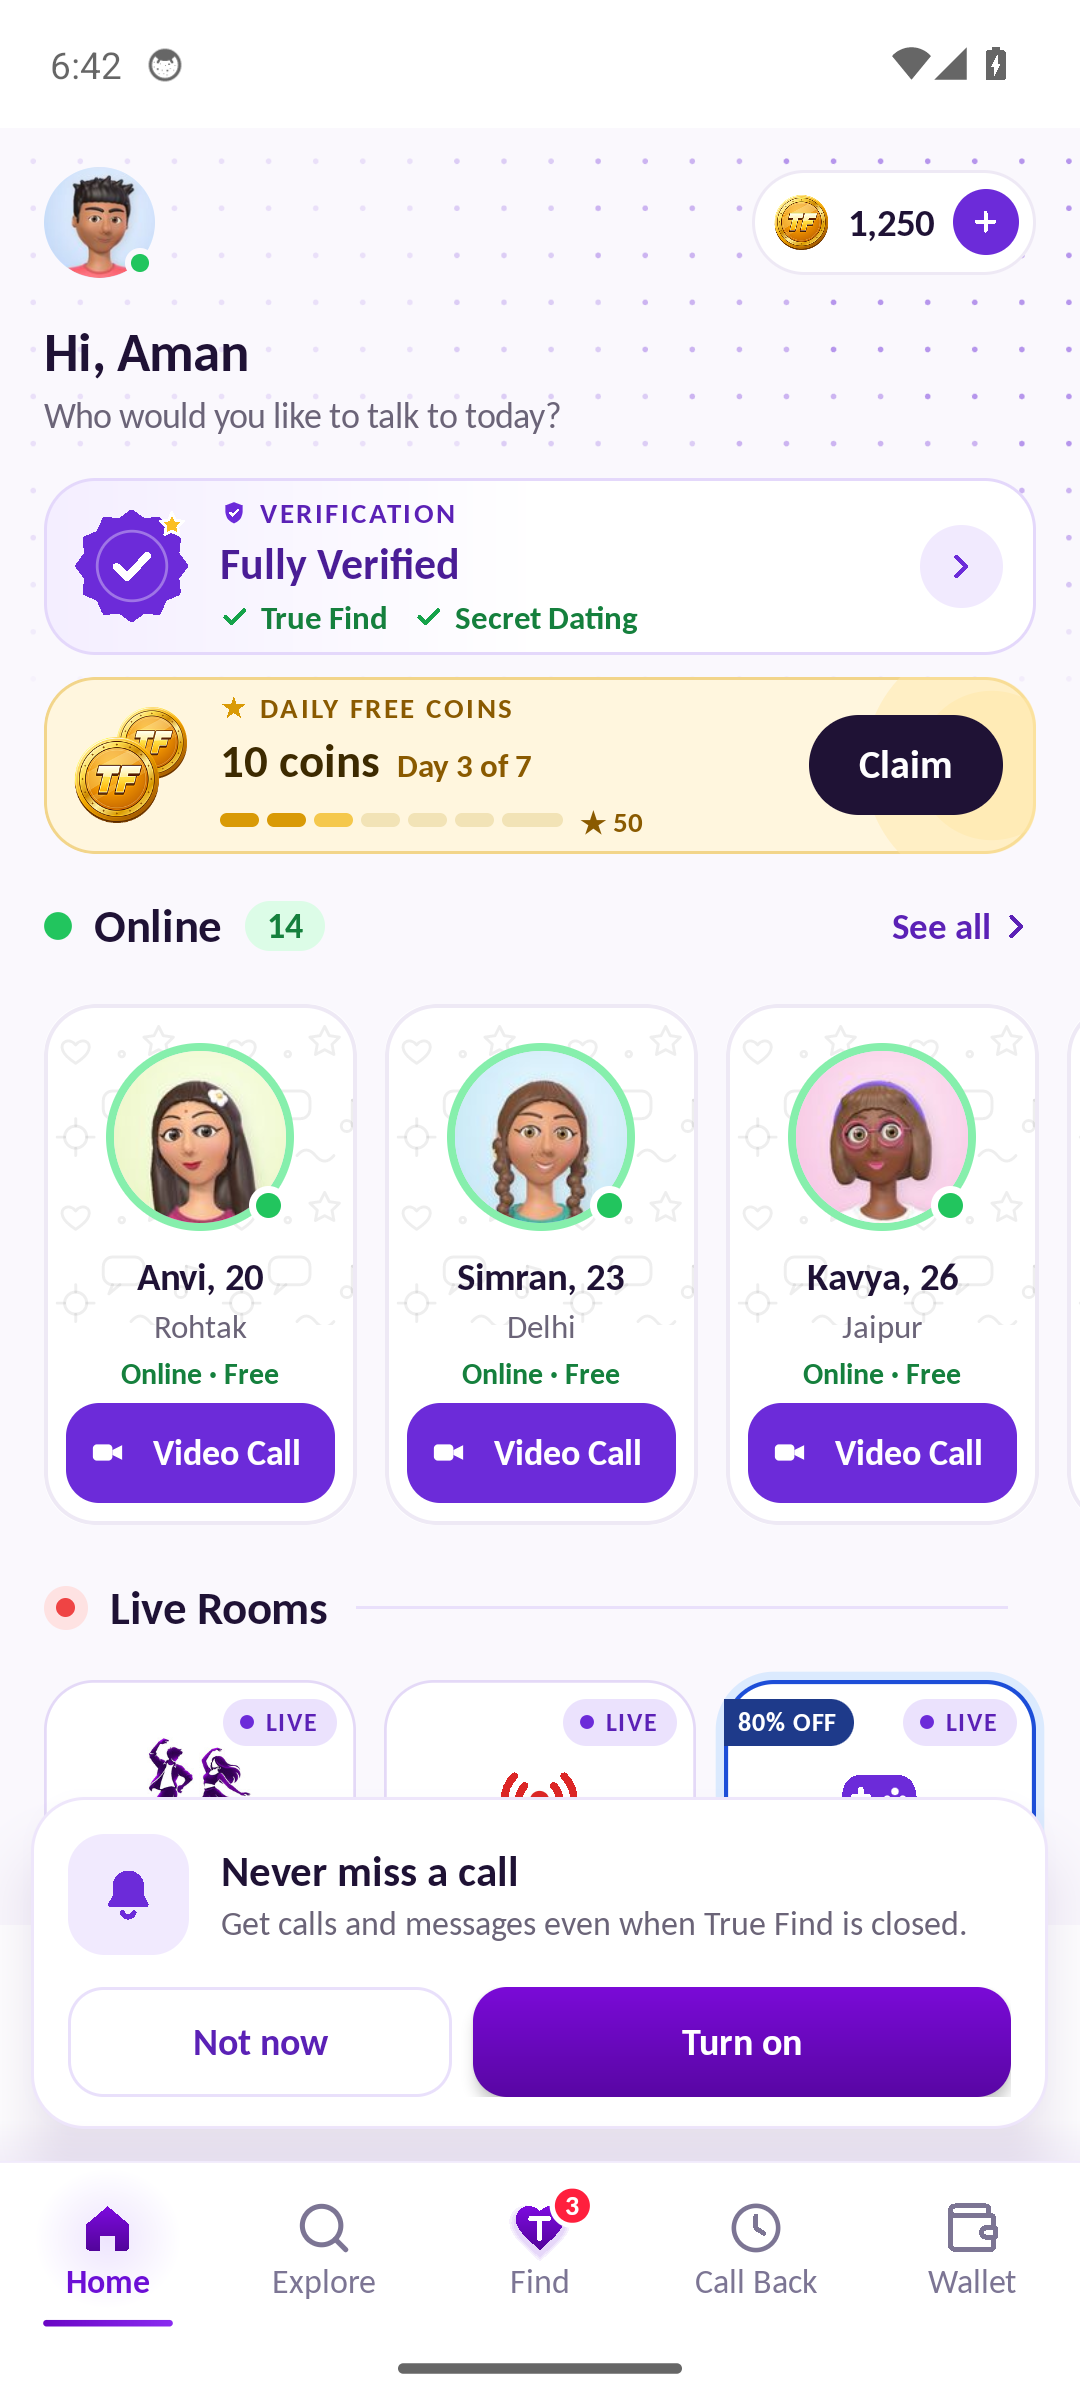 6:42
TF 1,250
Hi, Aman
Who would you like to talk to today?
VERIFICATION
Fully Verified
True Find Secret Dating
DAILY FREE COINS
TF
TF
10 coins Day 3 of 7
Claim
★ 50
Online 14
See all
Anvi, 20
Rohtak
Online · Free
Video Call
Simran, 23
Delhi
Online · Free
Video Call
Kavya, 26
Jaipur
Online · Free
Video Call
Live Rooms
LIVE
LIVE
80% OFF LIVE
Never miss a call
Get calls and messages even when True Find is closed.
Not now
Turn on
T 3
Home
Explore
Find
Call Back
Wallet